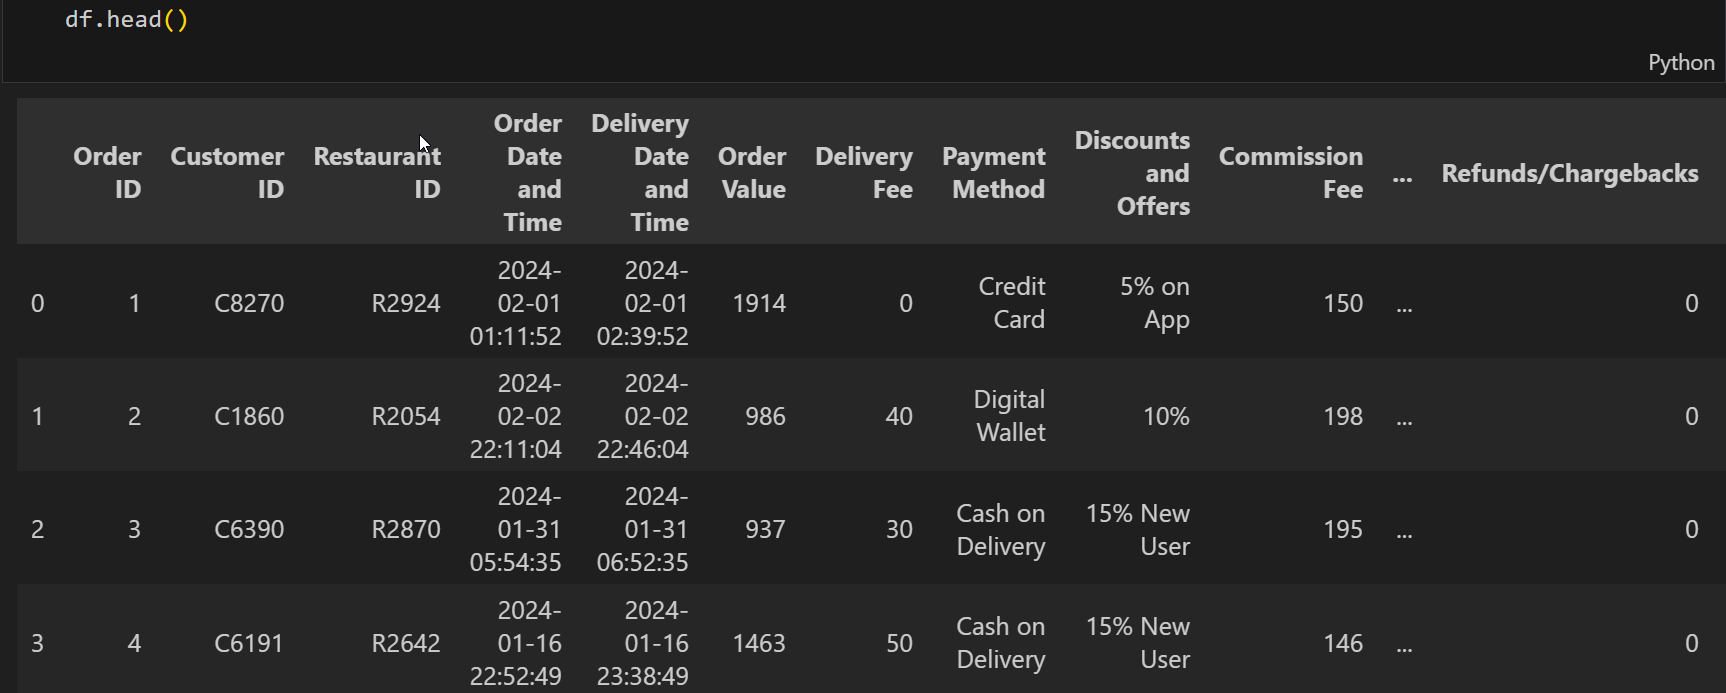 df.head()
Python
Order ID Customer ID Restaurant ID Order Date and Time Delivery Date and Time Order Value Delivery Fee Payment Method Discounts and Offers Commission Fee ... Refunds/Chargebacks
0 1 C8270 R2924 2024-02-01 01:11:52 2024-02-01 02:39:52 1914 0 Credit Card 5% on App 150 ... 0
1 2 C1860 R2054 2024-02-02 22:11:04 2024-02-02 22:46:04 986 40 Digital Wallet 10% 198 ... 0
2 3 C6390 R2870 2024-01-31 05:54:35 2024-01-31 06:52:35 937 30 Cash on Delivery 15% New User 195 ... 0
3 4 C6191 R2642 2024-01-16 22:52:49 2024-01-16 23:38:49 1463 50 Cash on Delivery 15% New User 146 ... 0